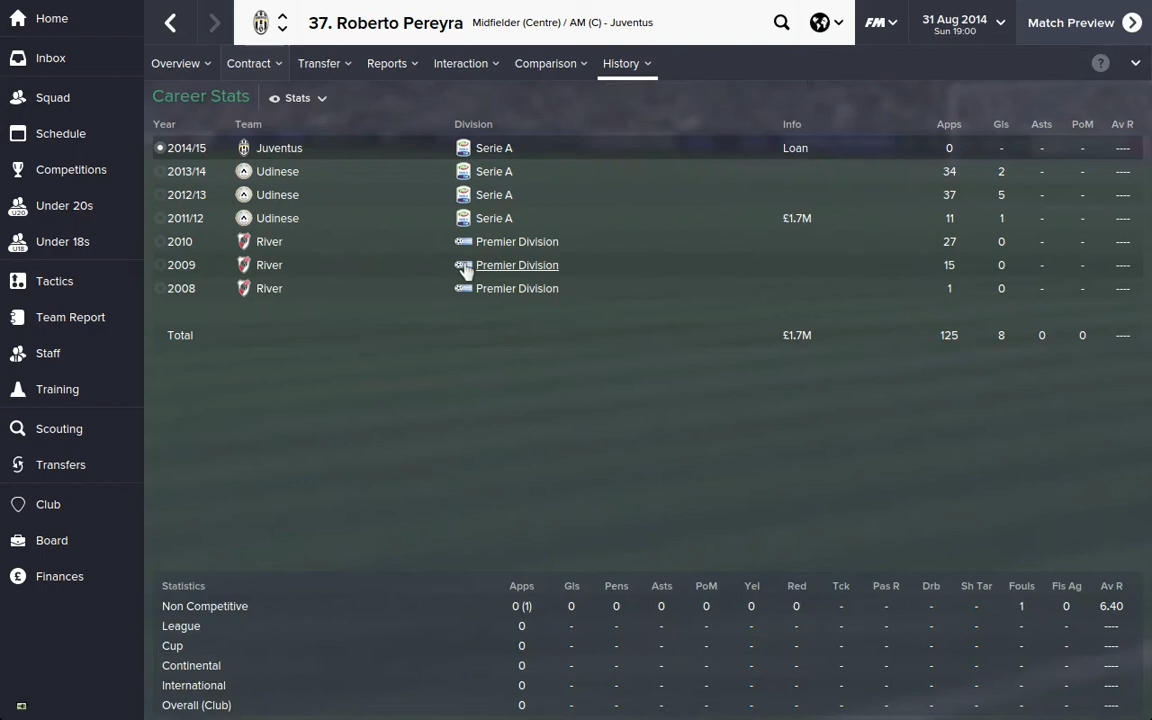 Home
37. Roberto Pereyra Midfielder (Centre) / AM (C) - Juventus
FM
31 Aug 2014
Sun 19:00
Match Preview
Inbox
Squad
Schedule
Competitions
U20 Under 20s
U18 Under 18s
Tactics
Team Report
Staff
Training
Scouting
Transfers
Club
Board
£ Finances
Overview Contract Transfer Reports Interaction Comparison History ?
Career Stats Stats
Year Team Division Info Apps Gls Asts PoM Av R
2014/15 Juventus Serie A Loan 0 - - - ----
2013/14 Udinese Serie A 34 2 - - ----
2012/13 Udinese Serie A 37 5 - - ----
2011/12 Udinese Serie A £1.7M 11 1 - - ----
2010 River Premier Division 27 0 - - ----
2009 River Premier Division 15 0 - - ----
2008 River Premier Division 1 0 - - ----
Total £1.7M 125 8 0 0 ----
Statistics Apps Gls Pens Asts PoM Yel Red Tck Pas R Drb Sh Tar Fouls Fls Ag Av R
Non Competitive 0 (1) 0 0 0 0 0 0 - - - - 1 0 6.40
League 0 - - - - - - - - - - - - ----
Cup 0 - - - - - - - - - - - - ----
Continental 0 - - - - - - - - - - - - ----
International 0 - - - - - - - - - - - - ----
Overall (Club) 0 - - - - - - - - - - - - ----